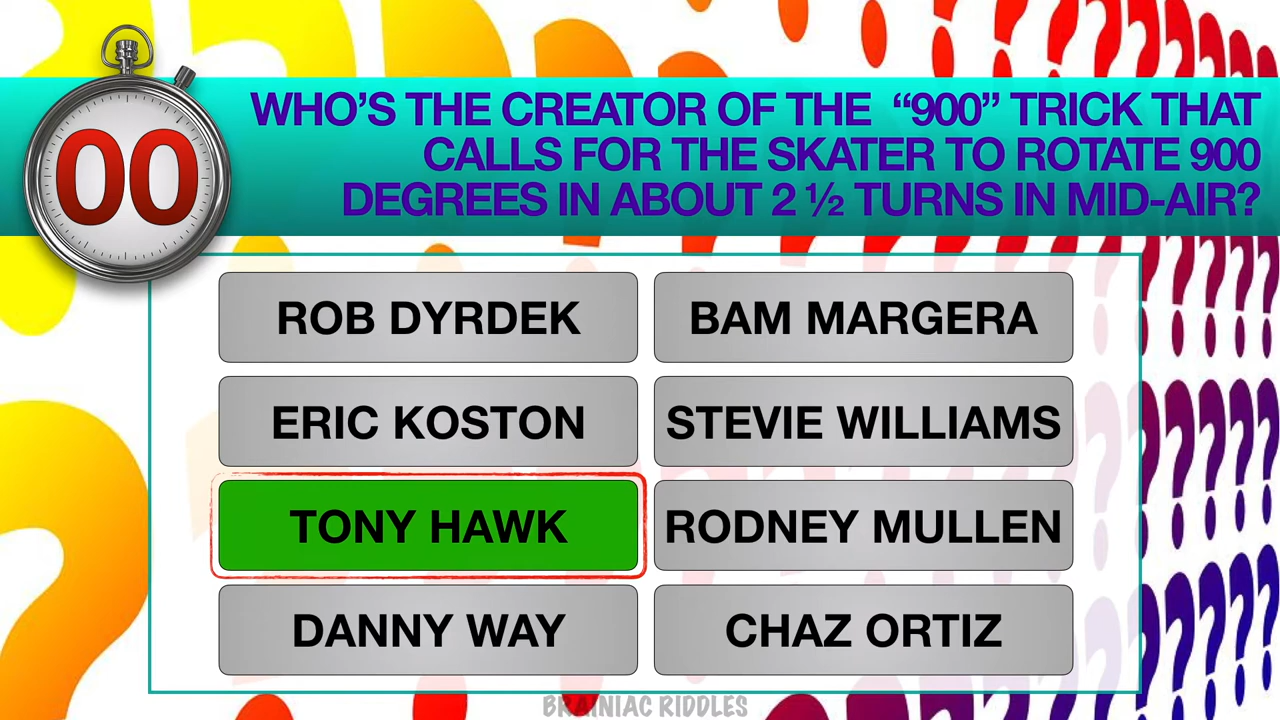 00
WHO'S THE CREATOR OF THE “900” TRICK THAT
CALLS FOR THE SKATER TO ROTATE 900
DEGREES IN ABOUT 2 ½ TURNS IN MID-AIR?
ROB DYRDEK
BAM MARGERA
ERIC KOSTON
STEVIE WILLIAMS
TONY HAWK
RODNEY MULLEN
DANNY WAY
CHAZ ORTIZ
BRAINIAC RIDDLES